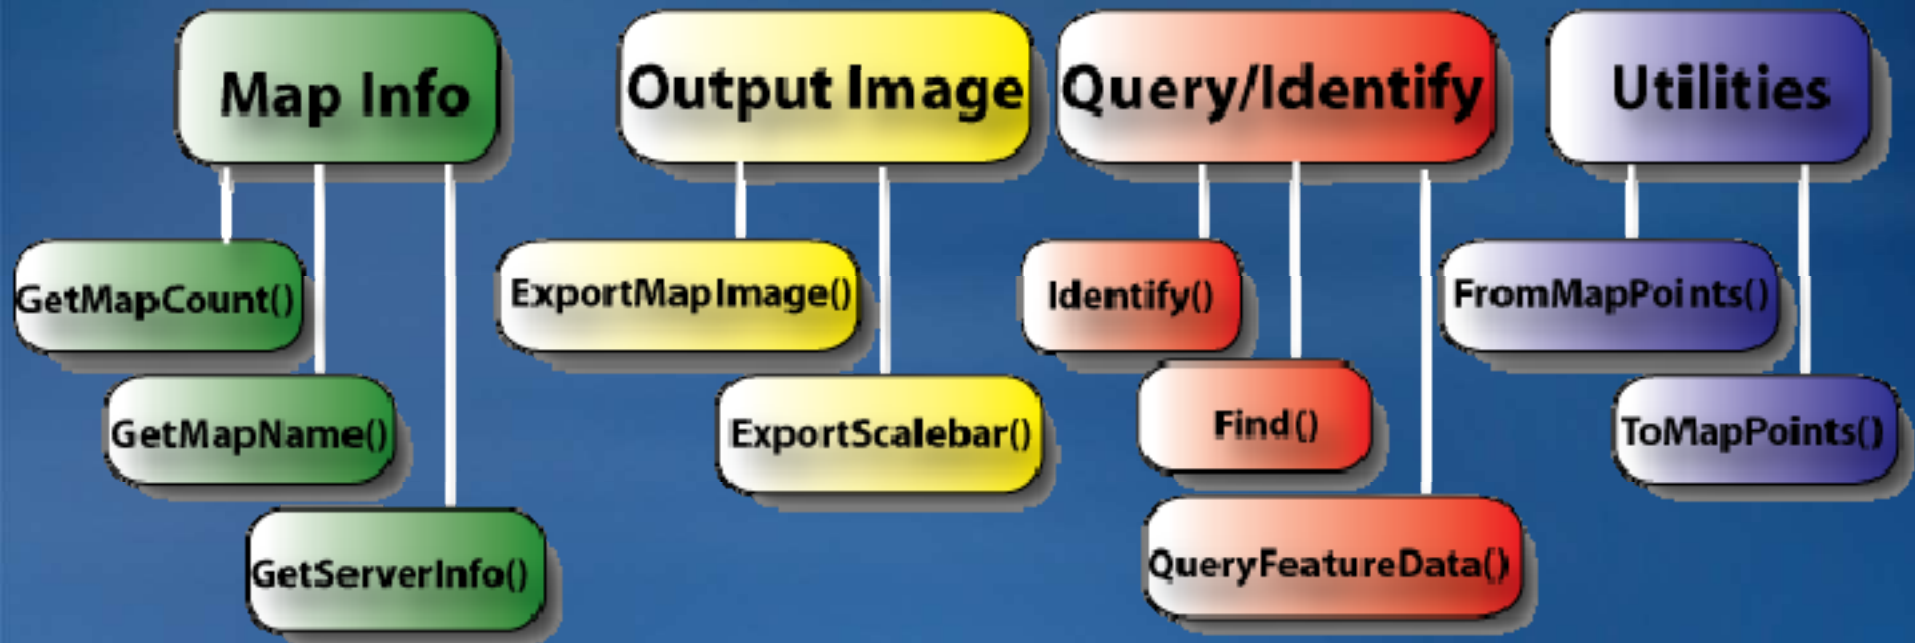 Map Info
Output Image
Query/Identify
Utilities
GetMapCount()
GetMapName()
GetServerInfo()
ExportMapImage()
ExportScalebar()
Identify()
Find()
QueryFeatureData()
FromMapPoints()
ToMapPoints()